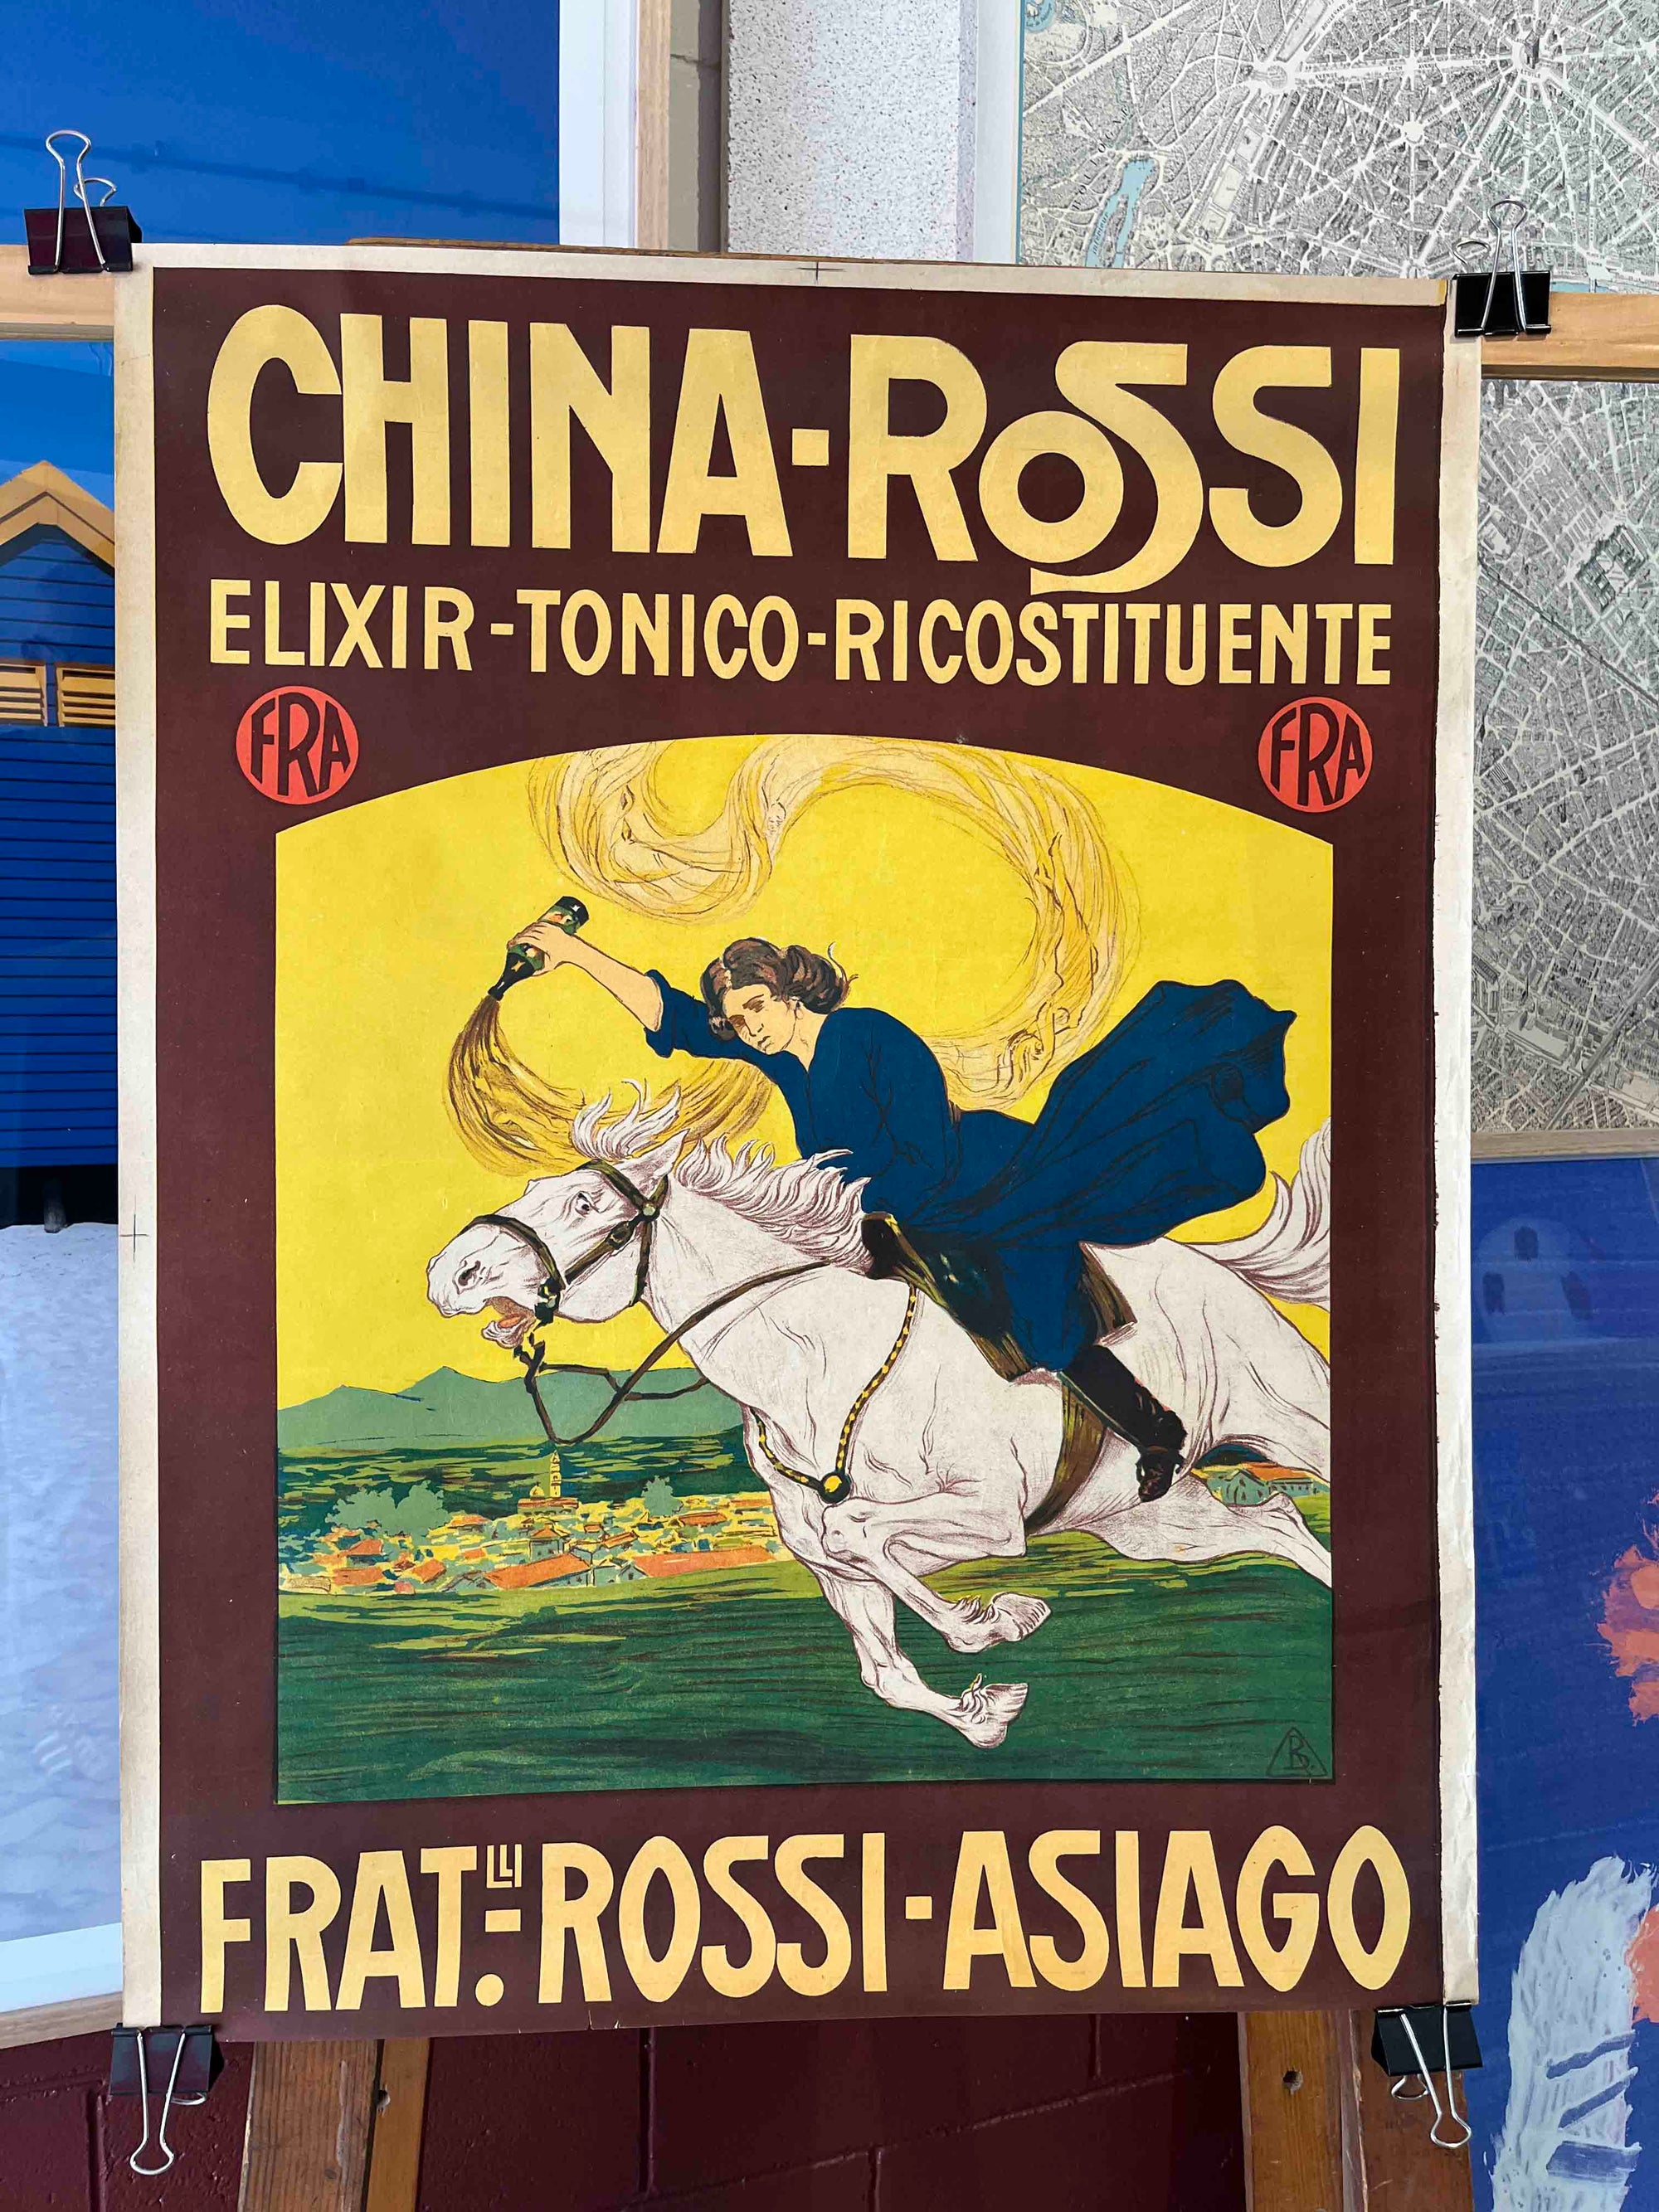 CHINA-ROSSI
ELIXIR-TONICO-RICOSTITUENTE
FRA
FRA
R
FRAT.LLI ROSSI-ASIAGO